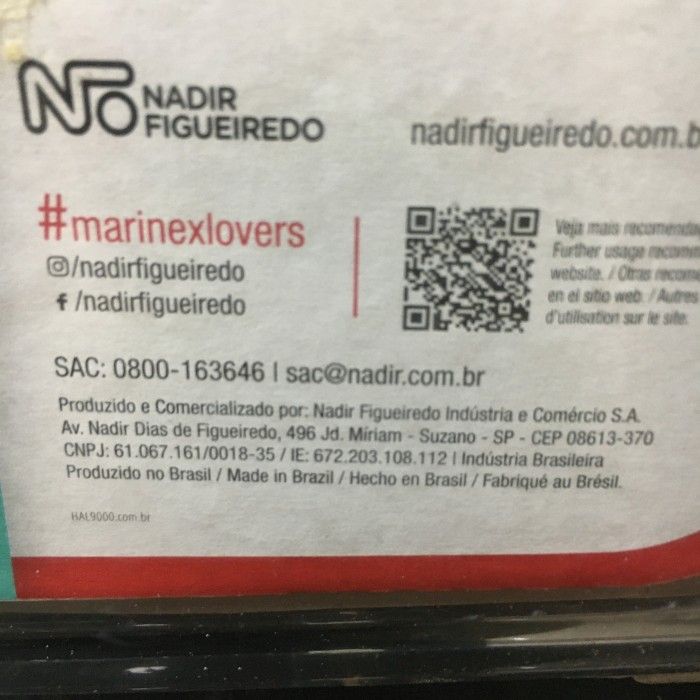 NADIR
FIGUEIREDO
nadirfigueiredo.com.b
#marinexlovers
/nadirfigueiredo
/nadirfigueiredo
Veja mais recomenda
Further usage recomm
website. / Otras recom
en el sitio web. / Autres
d'utilisation sur le site.
SAC: 0800-163646 | sac@nadir.com.br
Produzido e Comercializado por: Nadir Figueiredo Indústria e Comércio S.A.
Av. Nadir Dias de Figueiredo, 496 Jd. Míriam - Suzano - SP - CEP 08613-370
CNPJ: 61.067.161/0018-35 / IE: 672.203.108.112 | Indústria Brasileira
Produzido no Brasil / Made in Brazil / Hecho en Brasil / Fabriqué au Brésil.
HAL9000.com.br